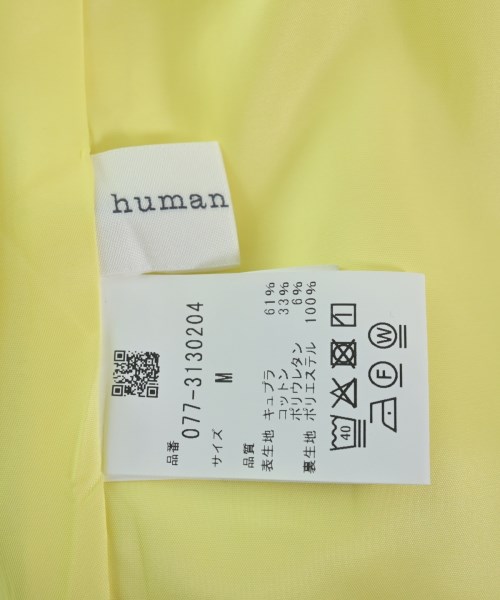 human
品番
077-3130204
サイズ
M
品質
表生地 キュプラ 61%
コットン 33%
ポリウレタン 6%
裏生地 ポリエステル 100%
40
F
W